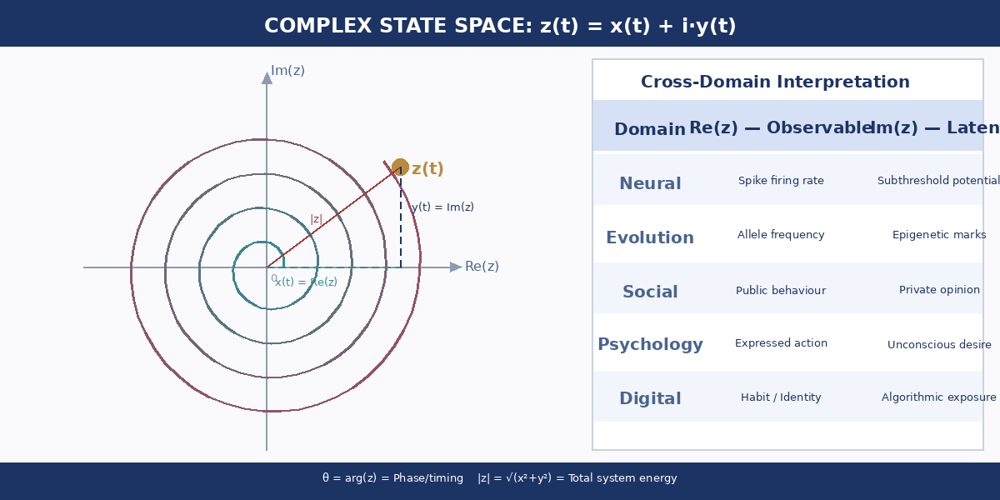 COMPLEX STATE SPACE: z(t) = x(t) + i·y(t)
Im(z)
z(t)
y(t) = Im(z)
|z|
Re(z)
0
x(t) = Re(z)
Cross-Domain Interpretation
Domain Re(z) — Observable Im(z) — Laten
Neural Spike firing rate Subthreshold potential
Evolution Allele frequency Epigenetic marks
Social Public behaviour Private opinion
Psychology Expressed action Unconscious desire
Digital Habit / Identity Algorithmic exposure
θ = arg(z) = Phase/timing |z| = √(x²+y²) = Total system energy